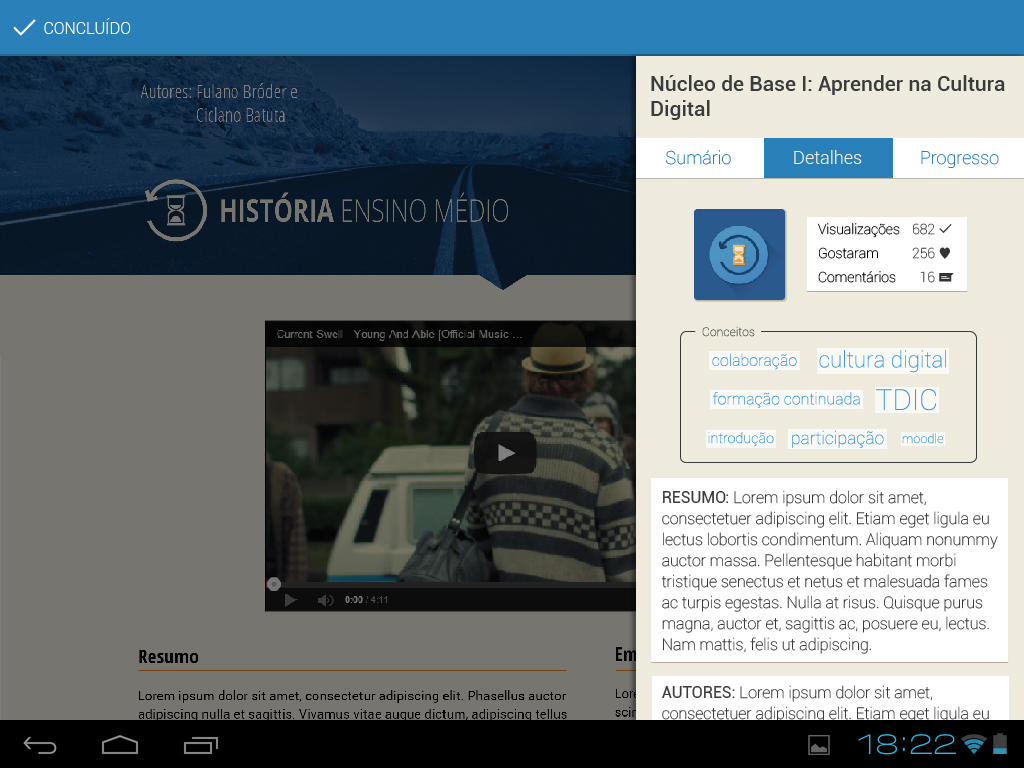 CONCLUÍDO
Autores: Fulano Bróder e
Ciclano Batuta
HISTÓRIA ENSINO MÉDIO
Current Swell Young And Able [Official Music ...
0:00 / 4:11
Resumo
Lorem ipsum dolor sit amet, consectetur adipiscing elit. Phasellus auctor
adipiscing nulla et sagittis. Vivamus vitae augue dictum, adipiscing tellus
Núcleo de Base I: Aprender na Cultura
Digital
Sumário Detalhes Progresso
Visualizações 682
Gostaram 256
Comentários 16
Conceitos
colaboração cultura digital
formação continuada TDIC
introdução participação moodle
RESUMO: Lorem ipsum dolor sit amet,
consectetuer adipiscing elit. Etiam eget ligula eu
lectus lobortis condimentum. Aliquam nonummy
auctor massa. Pellentesque habitant morbi
tristique senectus et netus et malesuada fames
ac turpis egestas. Nulla at risus. Quisque purus
magna, auctor et, sagittis ac, posuere eu, lectus.
Nam mattis, felis ut adipiscing.
AUTORES: Lorem ipsum dolor sit amet,
consectetuer adipiscing elit. Etiam eget ligula eu
18:22